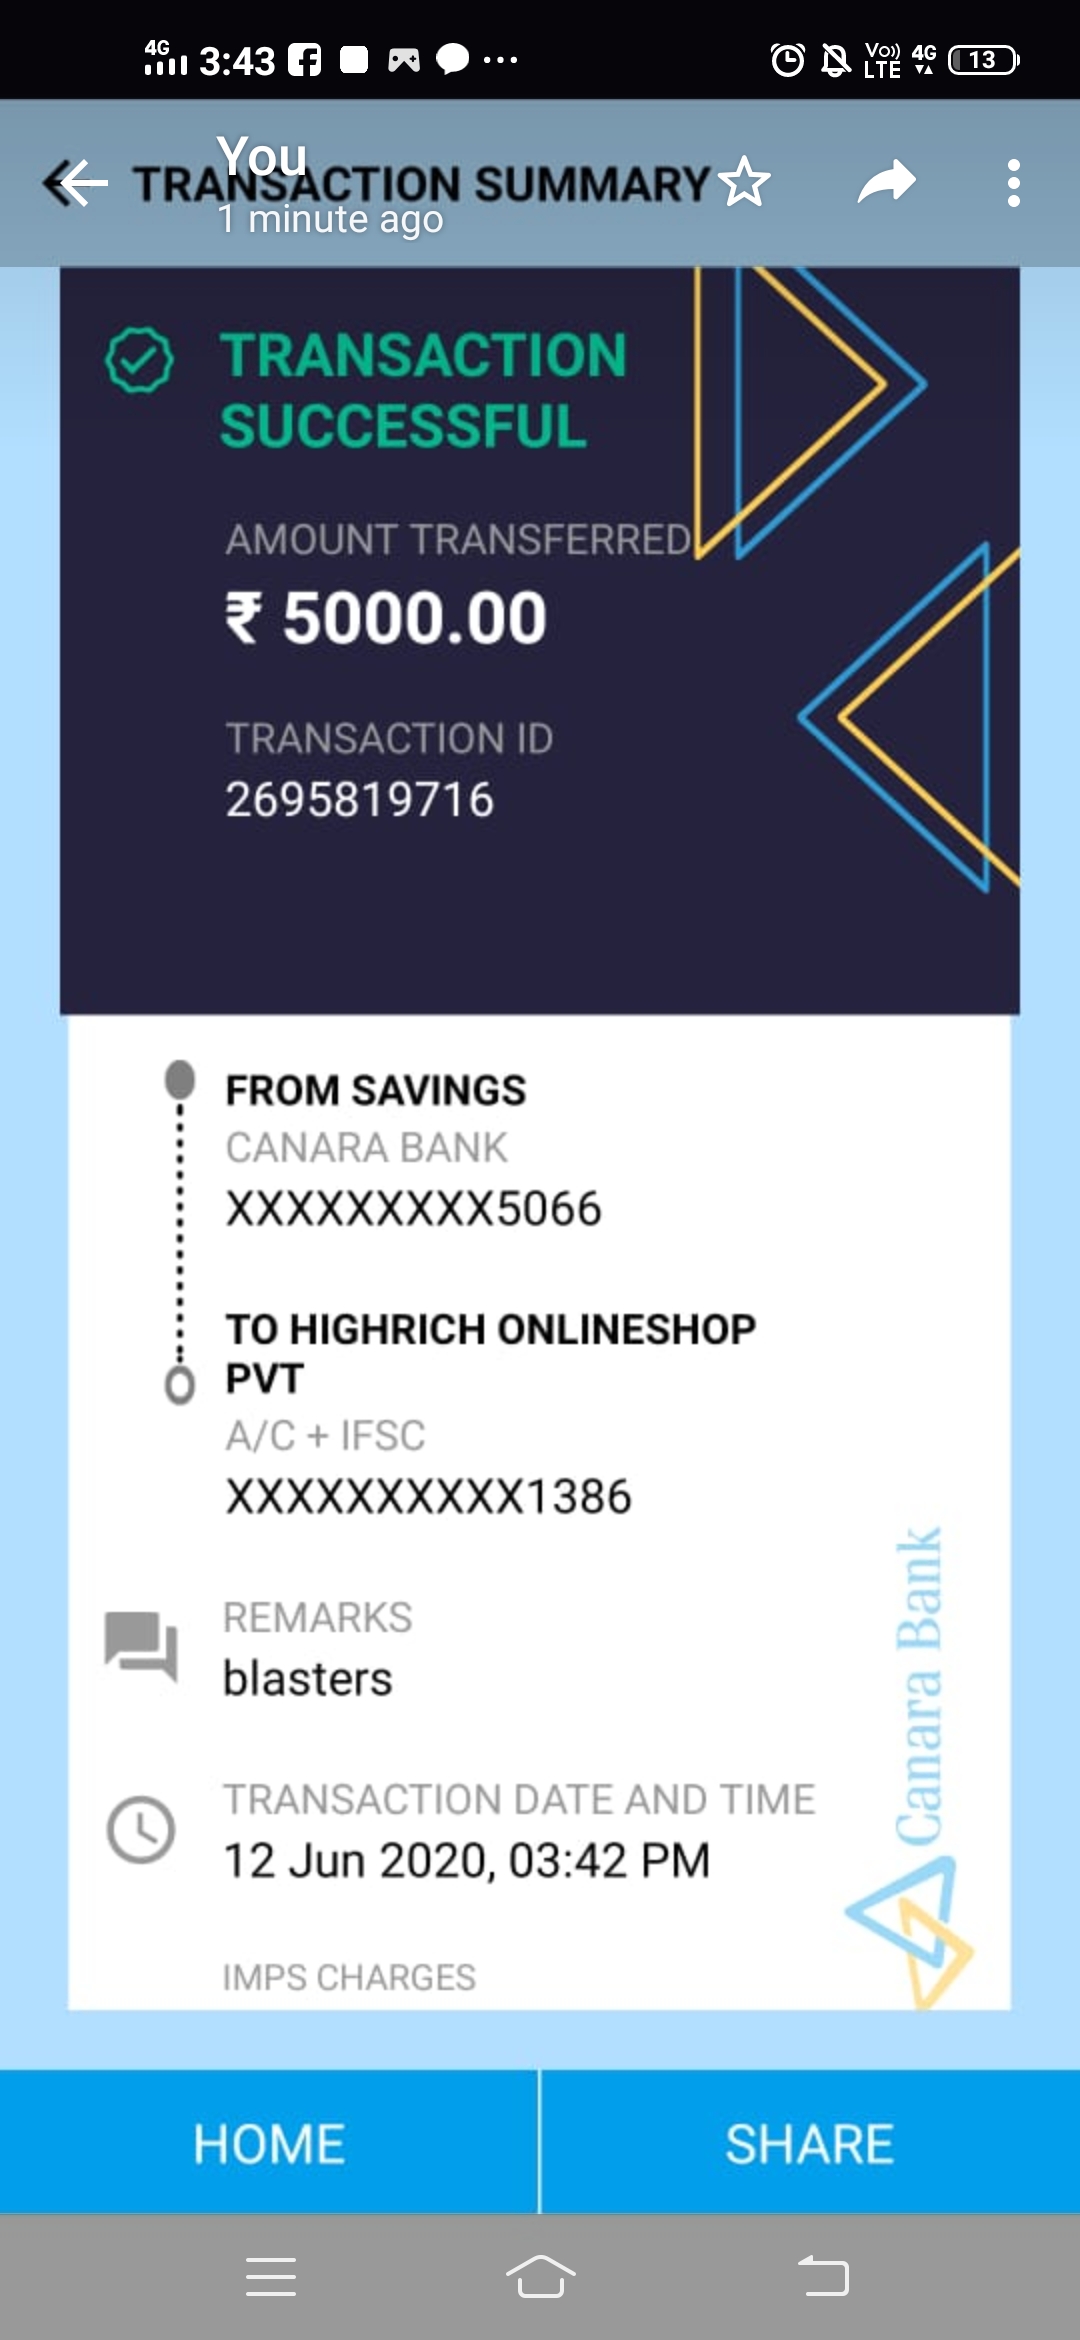 4G 3:43 ... Vo)) LTE 4G 13
You
TRANSACTION SUMMARY
1 minute ago
TRANSACTION
SUCCESSFUL
AMOUNT TRANSFERRED
₹ 5000.00
TRANSACTION ID
2695819716
FROM SAVINGS
CANARA BANK
XXXXXXXXX5066
TO HIGHRICH ONLINESHOP
PVT
A/C + IFSC
XXXXXXXXXX1386
REMARKS
blasters
TRANSACTION DATE AND TIME
12 Jun 2020, 03:42 PM
IMPS CHARGES
Canara Bank
HOME
SHARE